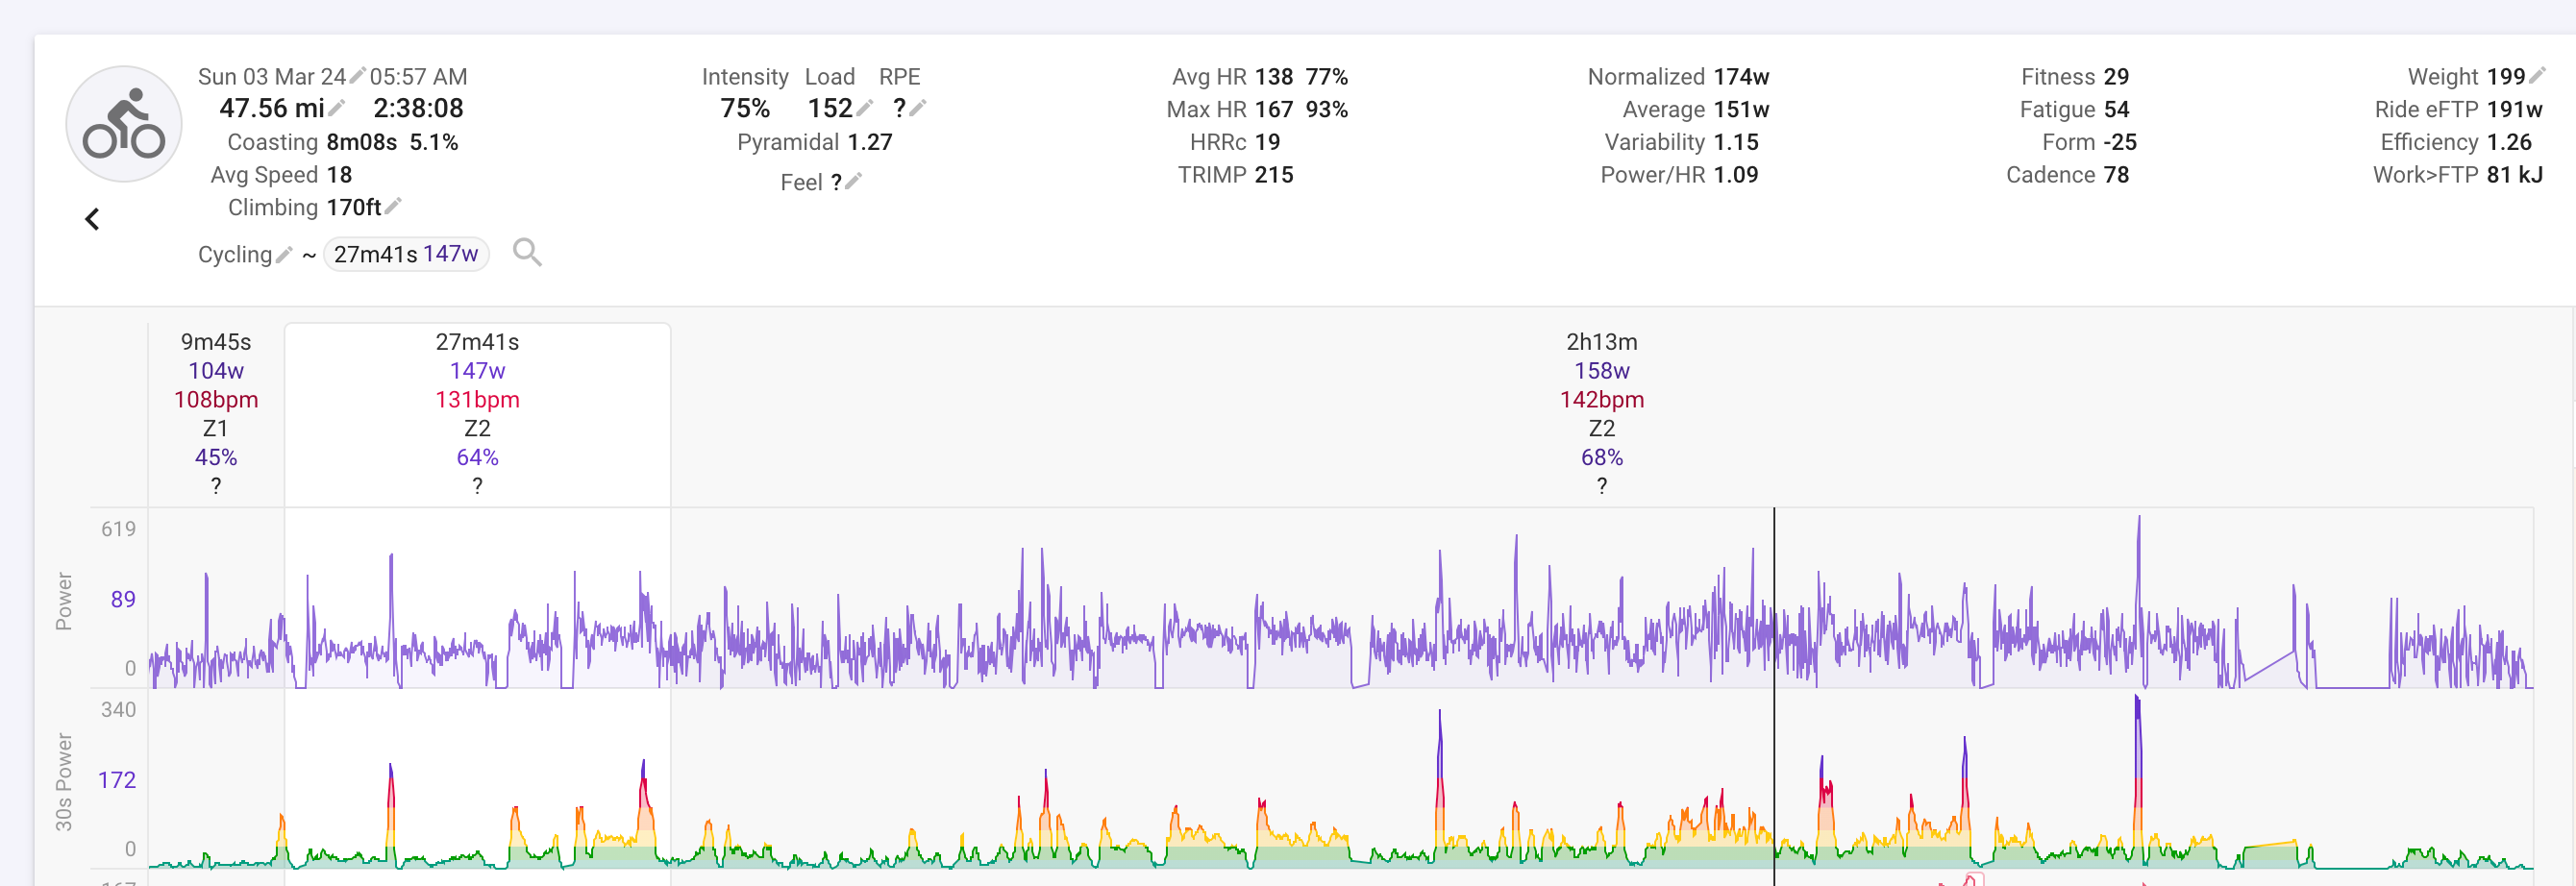 Sun 03 Mar 24 05:57 AM
47.56 mi 2:38:08
Coasting 8m08s 5.1%
Avg Speed 18
Climbing 170ft
Cycling ~ 27m41s 147w
Intensity Load RPE
75% 152 ?
Pyramidal 1.27
Feel ?
Avg HR 138 77%
Max HR 167 93%
HRRc 19
TRIMP 215
Normalized 174w
Average 151w
Variability 1.15
Power/HR 1.09
Fitness 29
Fatigue 54
Form -25
Cadence 78
Weight 199
Ride eFTP 191w
Efficiency 1.26
Work>FTP 81 kJ
9m45s
104w
108bpm
Z1
45%
?
27m41s
147w
131bpm
Z2
64%
?
2h13m
158w
142bpm
Z2
68%
?
Power
619
89
0
30s Power
340
172
0